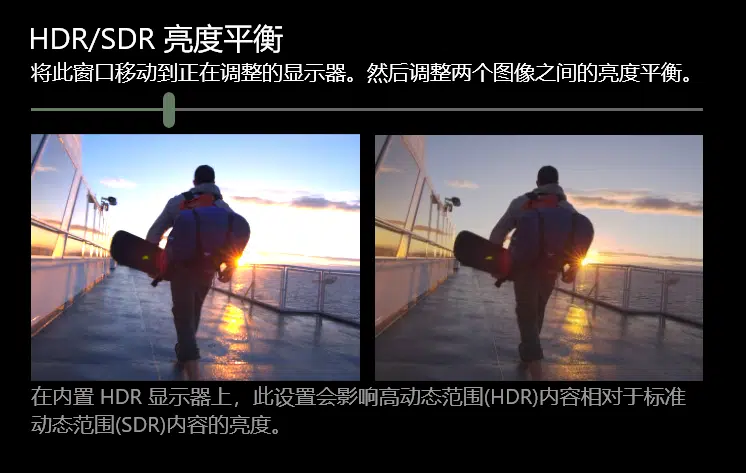 HDR/SDR 亮度平衡
将此窗口移动到正在调整的显示器。然后调整两个图像之间的亮度平衡。
在内置 HDR 显示器上，此设置会影响高动态范围(HDR)内容相对于标准
动态范围(SDR)内容的亮度。